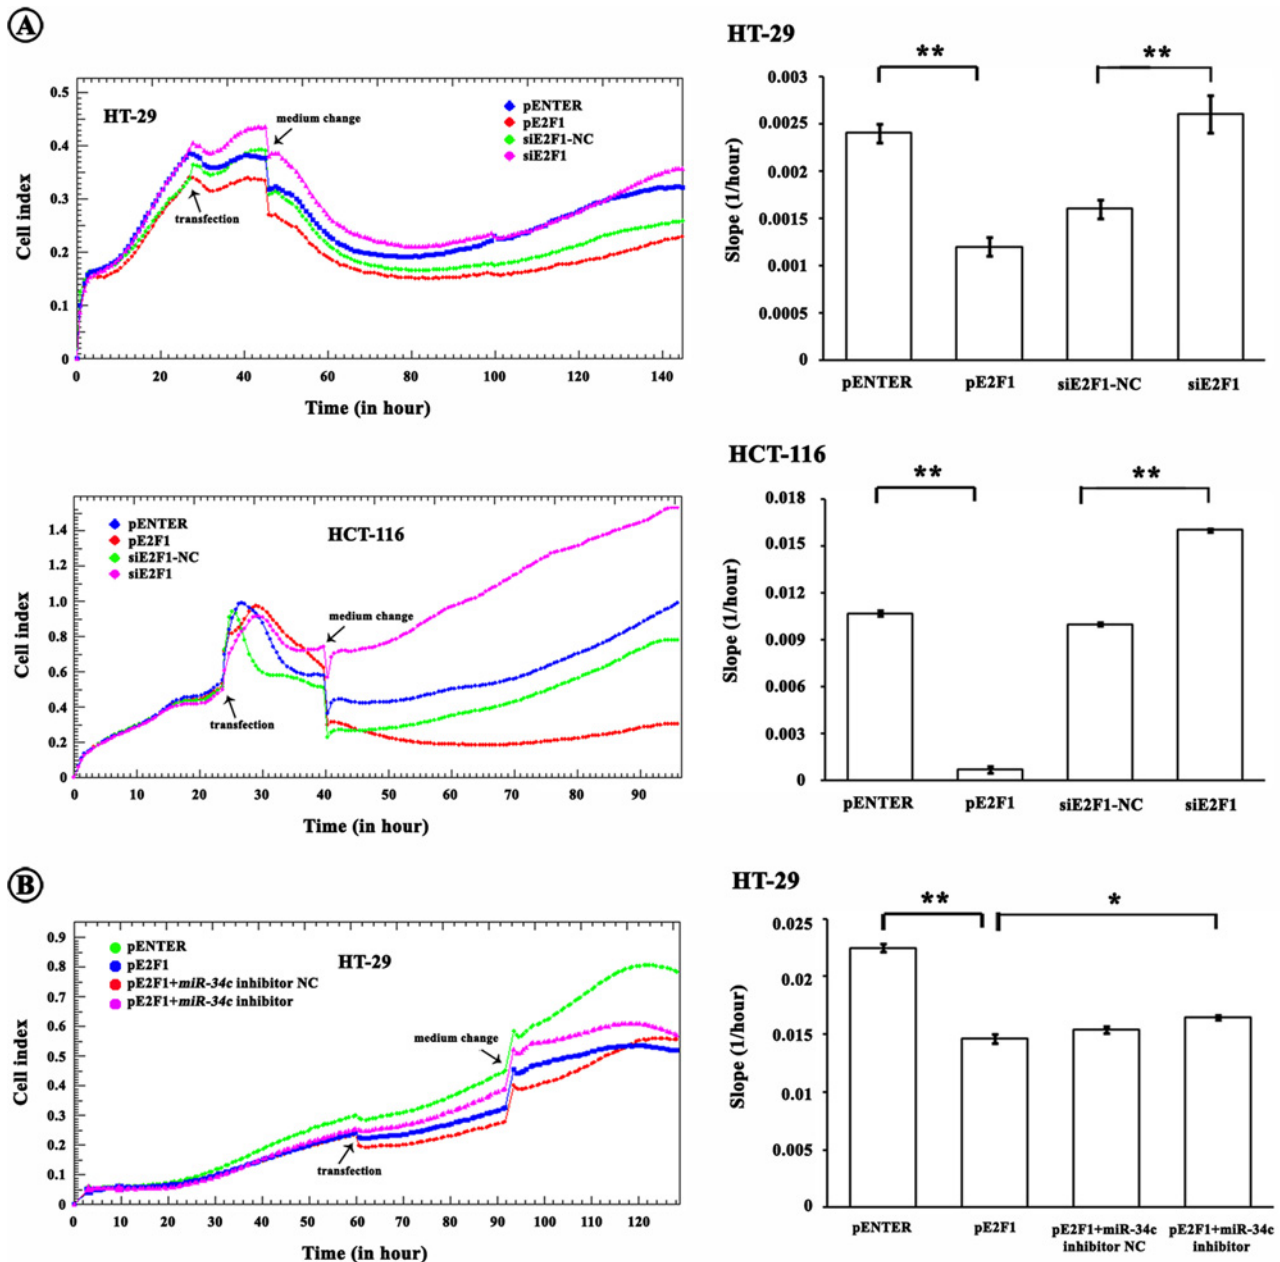 A
HT-29
pENTER
pE2F1
siE2F1-NC
siE2F1
medium change
transfection
Cell index
0.5
0.4
0.3
0.2
0.1
0
0 20 40 60 80 100 120 140
Time (in hour)
HT-29
** **
Slope (1/hour)
0.003
0.0025
0.002
0.0015
0.001
0.0005
0
pENTER pE2F1 siE2F1-NC siE2F1
HCT-116
pENTER
pE2F1
siE2F1-NC
siE2F1
medium change
transfection
Cell index
1.4
1.2
1.0
0.8
0.6
0.4
0.2
0
0 10 20 30 40 50 60 70 80 90
Time (in hour)
HCT-116
** **
Slope (1/hour)
0.018
0.015
0.012
0.009
0.006
0.003
0
pENTER pE2F1 siE2F1-NC siE2F1
B
HT-29
pENTER
pE2F1
pE2F1+miR-34c inhibitor NC
pE2F1+miR-34c inhibitor
medium change
transfection
Cell index
0.9
0.8
0.7
0.6
0.5
0.4
0.3
0.2
0.1
0
0 10 20 30 40 50 60 70 80 90 100 110 120
Time (in hour)
HT-29
** *
Slope (1/hour)
0.025
0.02
0.015
0.01
0.005
0
pENTER pE2F1 pE2F1+miR-34c pE2F1+miR-34c
inhibitor NC inhibitor